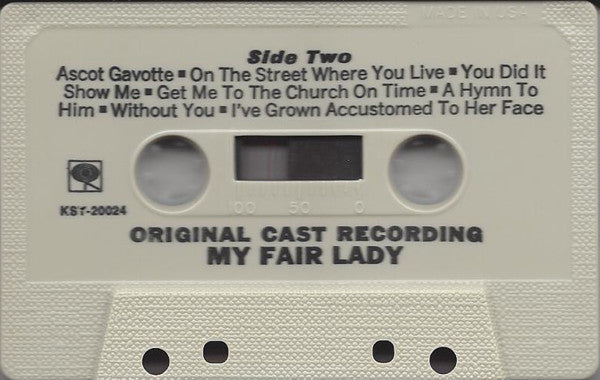 MADE IN USA
Side Two
Ascot Gavotte ▪ On The Street Where You Live ▪ You Did It
Show Me ▪ Get Me To The Church On Time ▪ A Hymn To
Him ▪ Without You ▪ I've Grown Accustomed To Her Face
100 50 0
KST-20024
ORIGINAL CAST RECORDING
MY FAIR LADY